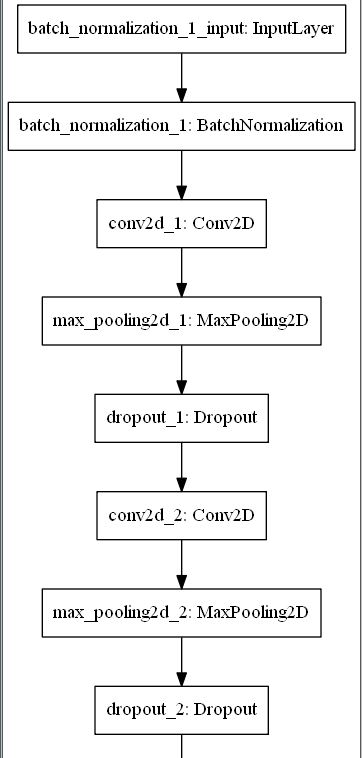 batch_normalization_1_input: InputLayer
batch_normalization_1: BatchNormalization
conv2d_1: Conv2D
max_pooling2d_1: MaxPooling2D
dropout_1: Dropout
conv2d_2: Conv2D
max_pooling2d_2: MaxPooling2D
dropout_2: Dropout